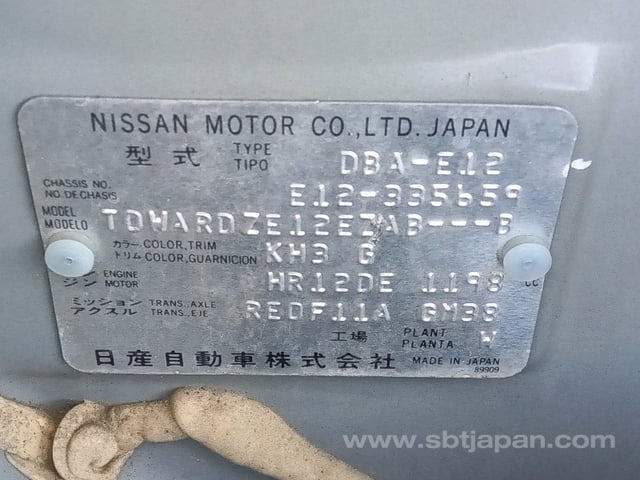 NISSAN MOTOR CO.,LTD. JAPAN
型式 TYPE TIPO DBA-E12
CHASSIS NO. NO.DE CHASIS E12-335659
MODEL MODELO TDWARDZE12EZAB---B
カラー COLOR,TRIM トリム COLOR,GUARNICION KH3 G
ジン ENGINE MOTOR HR12DE 1198 CC
ミッション TRANS.,AXLE アクスル TRANS.,EJE RE0F11A GM38
工場 PLANT PLANTA W
日産自動車株式会社 MADE IN JAPAN
89909
www.sbtjapan.com